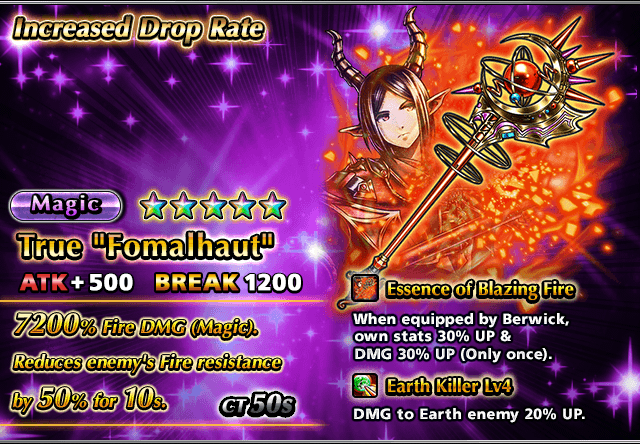 Increased Drop Rate
Magic
True "Fomalhaut"
ATK+500 BREAK 1200
7200% Fire DMG (Magic).
Reduces enemy's Fire resistance
by 50% for 10s.
CT 50s
Essence of Blazing Fire
When equipped by Berwick,
own stats 30% UP &
DMG 30% UP (Only once).
Earth Killer Lv4
DMG to Earth enemy 20% UP.